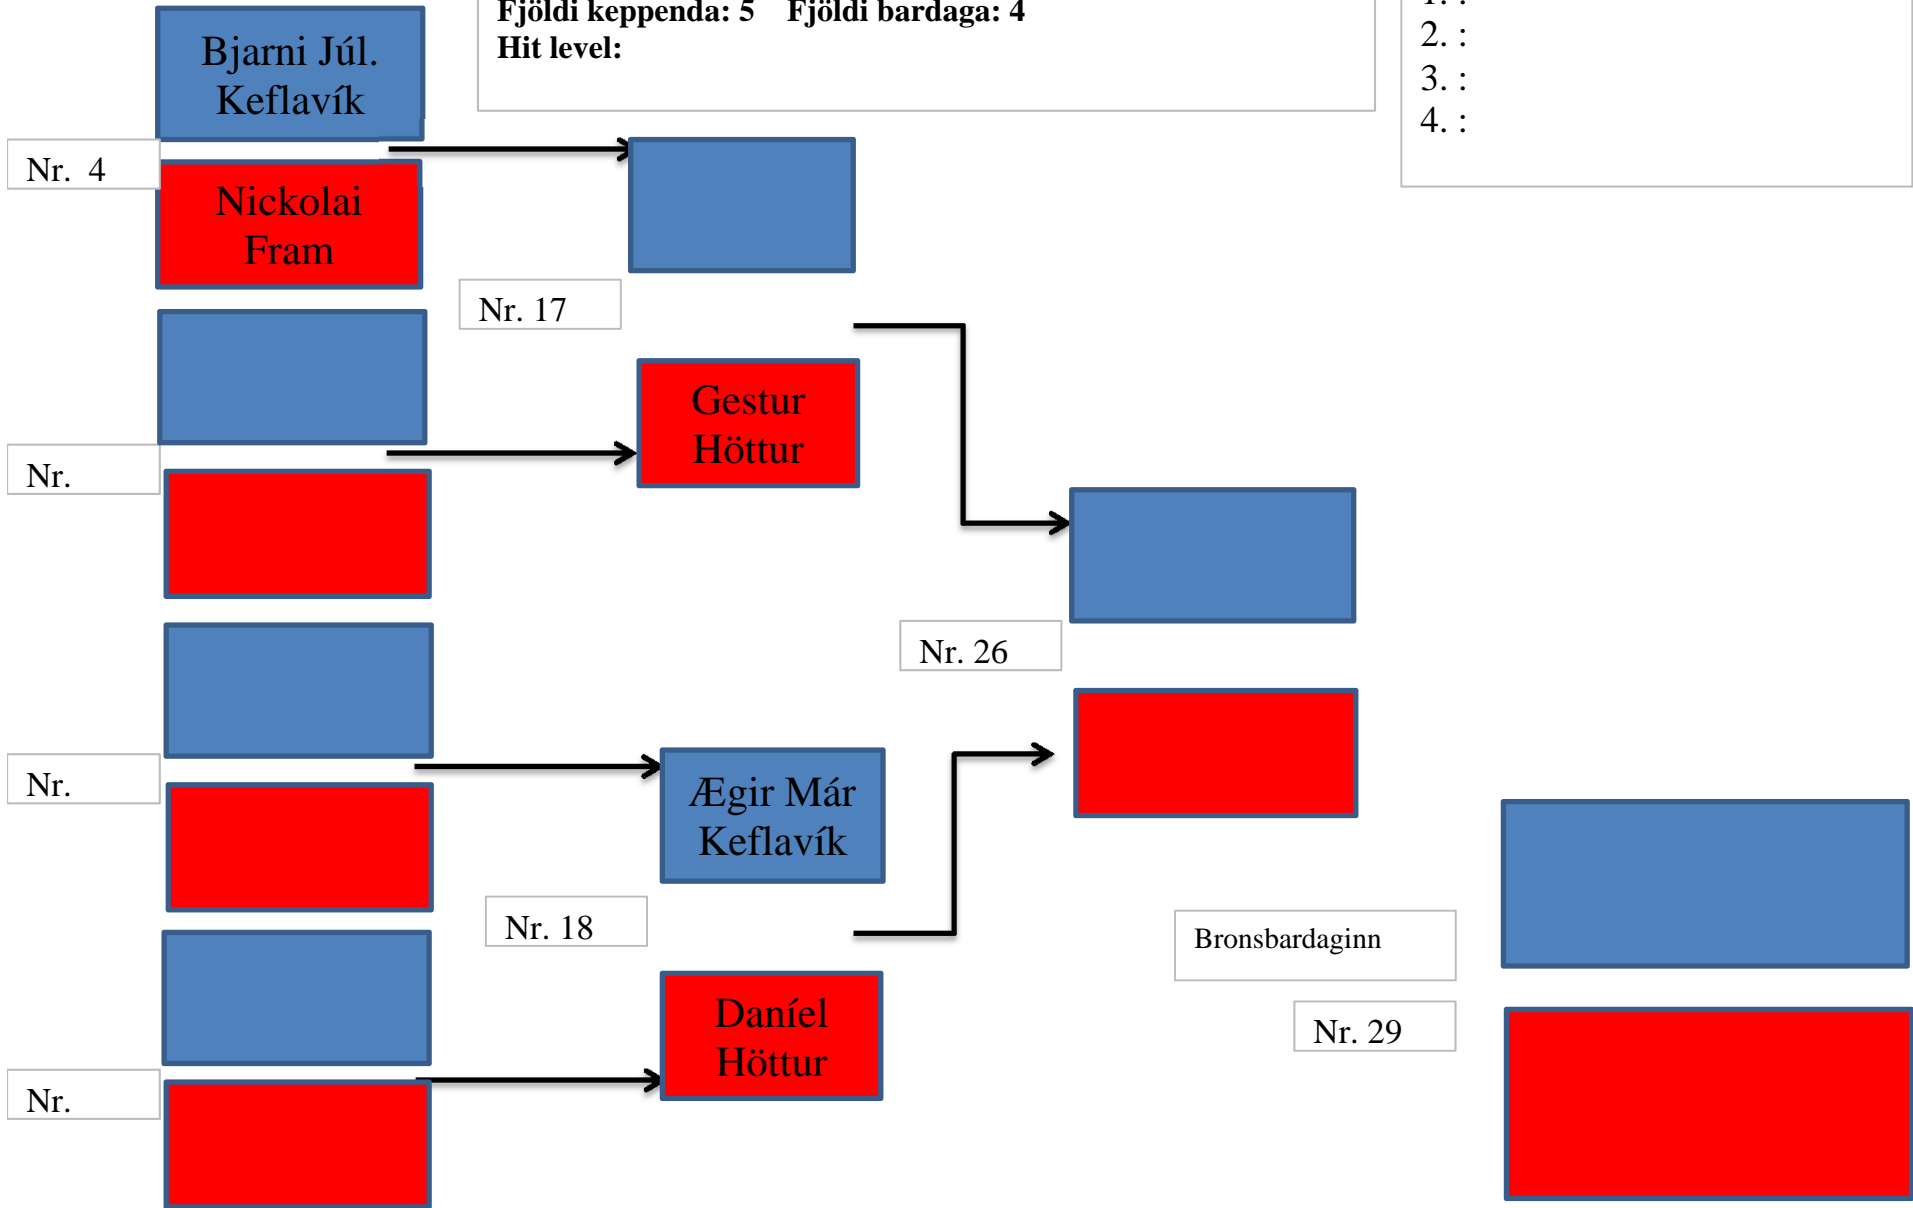 Fjöldi keppenda: 5 Fjöldi bardaga: 4
Hit level:
1. :
2. :
3. :
4. :
Bjarni Júl.
Keflavík
Nr. 4
Nickolai
Fram
Nr. 17
Gestur
Höttur
Nr.
Nr. 26
Nr.
Ægir Már
Keflavík
Nr. 18
Bronsbardaginn
Daníel
Höttur
Nr. 29
Nr.